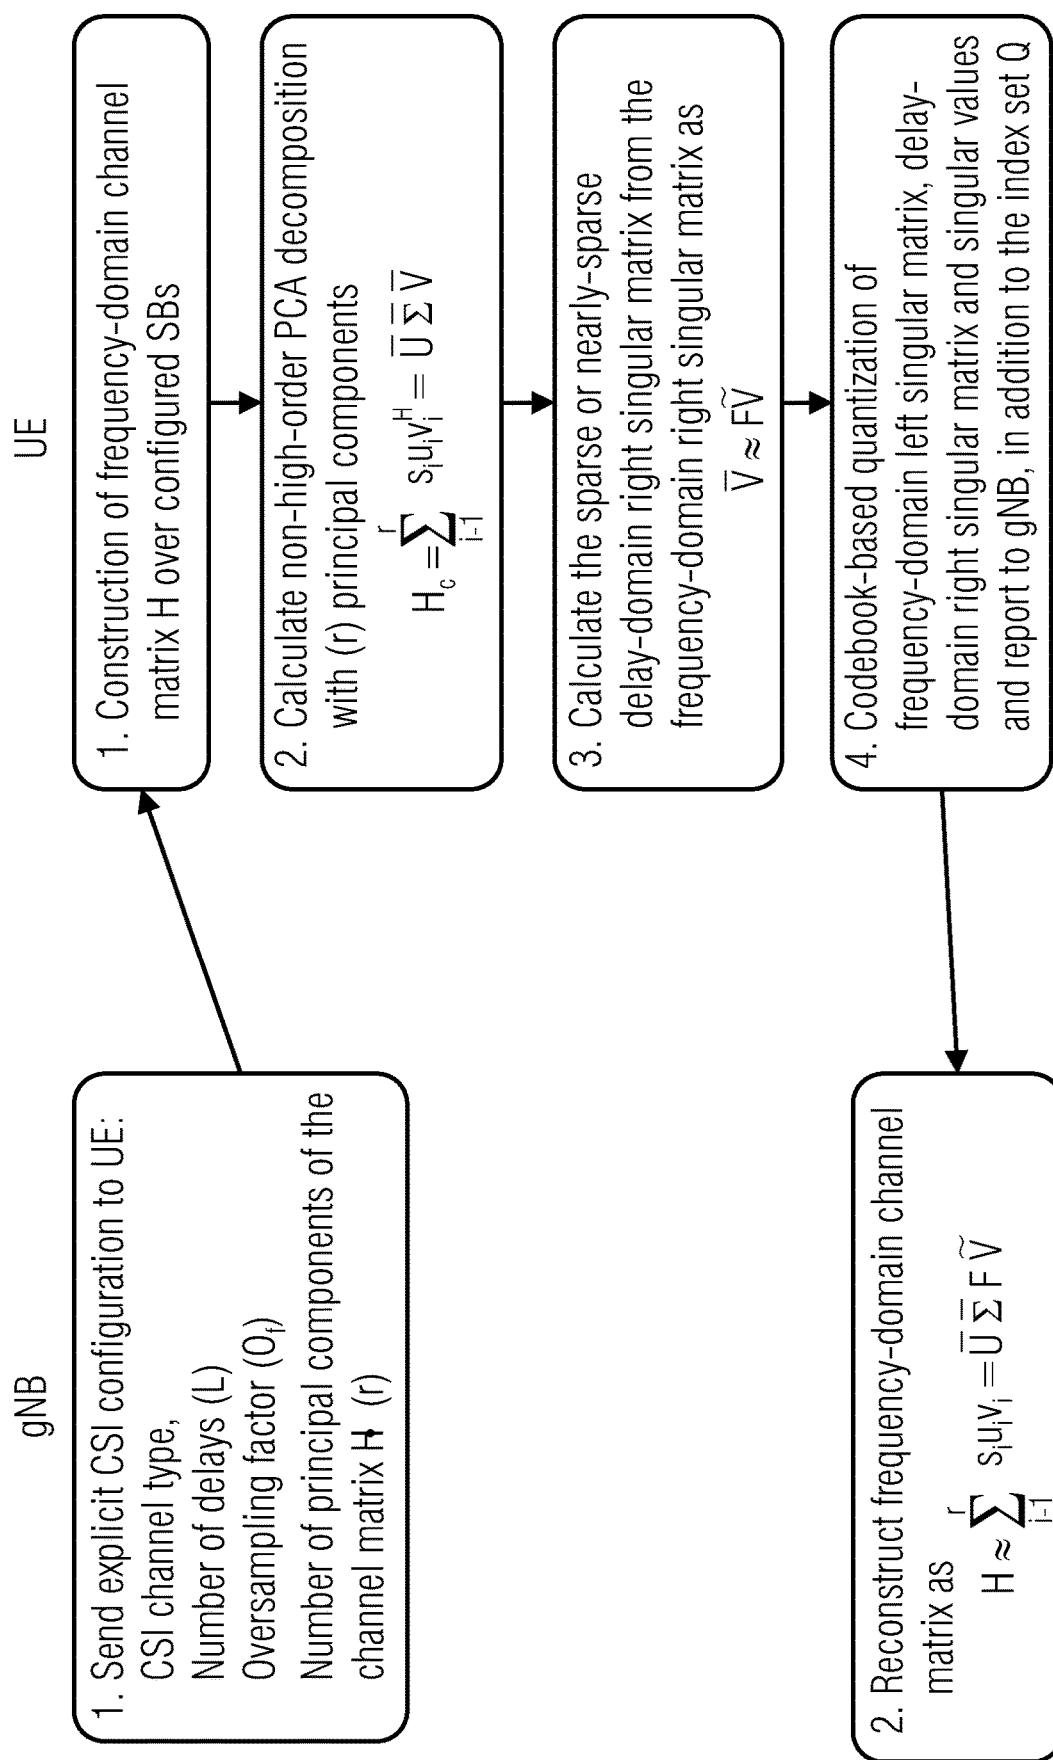 gNB
UE
1. Send explicit CSI configuration to UE:
CSI channel type,
Number of delays (L)
Oversampling factor (O_f)
Number of principal components of the
channel matrix H (r)
1. Construction of frequency-domain channel
matrix H over configured SBs
2. Calculate non-high-order PCA decomposition
with (r) principal components
H_c = ∑_{i-1}^{r} s_i u_i v_i^H = U̅ Σ̅ V̅
3. Calculate the sparse or nearly-sparse
delay-domain right singular matrix from the
frequency-domain right singular matrix as
V̅ ≈ FṼ
4. Codebook-based quantization of
frequency-domain left singular matrix, delay-
domain right singular matrix and singular values
and report to gNB, in addition to the index set Q
2. Reconstruct frequency-domain channel
matrix as
H ≈ ∑_{i-1}^{r} s_i u_i v_i = U̅ Σ̅ F Ṽ